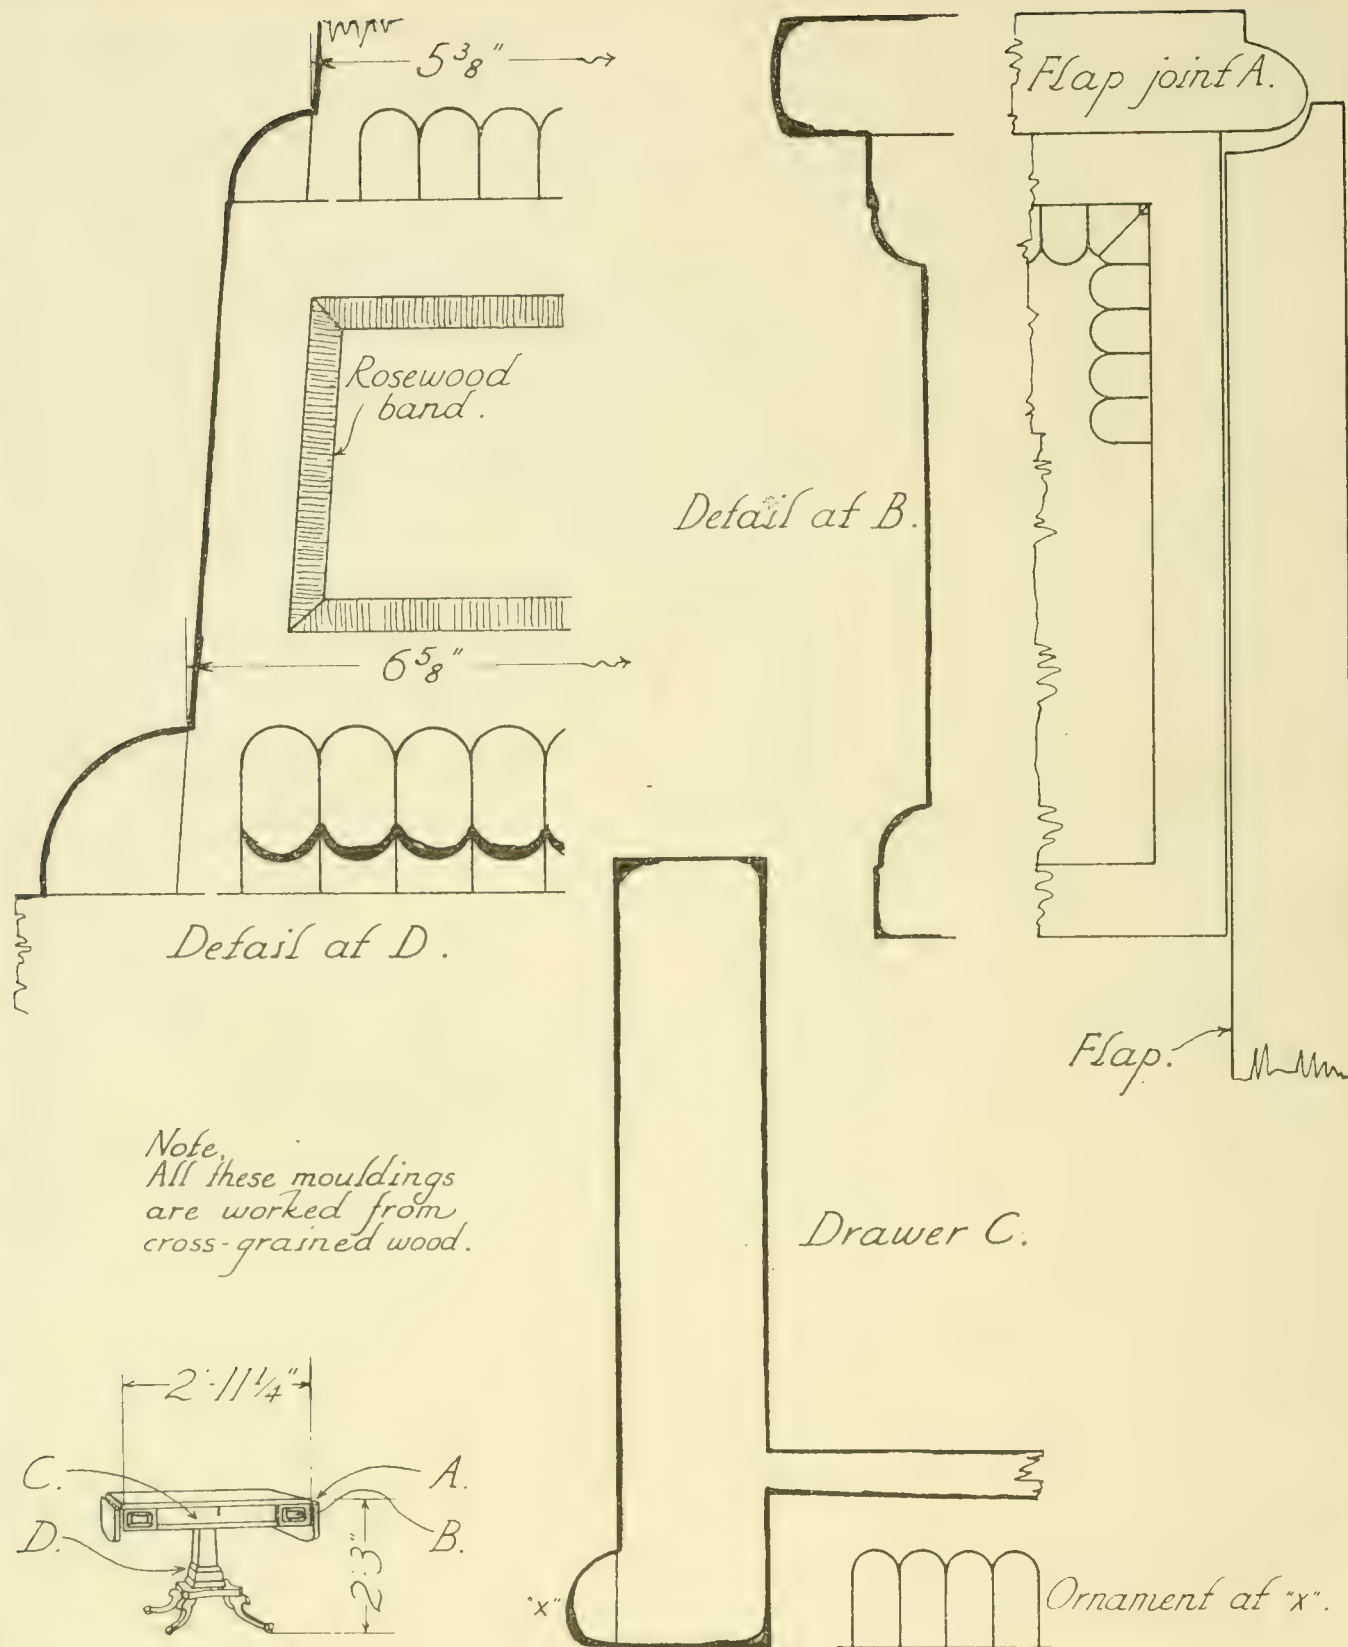 5 3/8"
Flap joint A.
Rosewood
band.
Detail at B.
6 5/8"
Detail at D.
Flap.
Note.
All these mouldings
are worked from
cross-grained wood.
Drawer C.
2'-11 1/4"
C.
A.
D.
B.
2'3"
"x"
Ornament at "x".